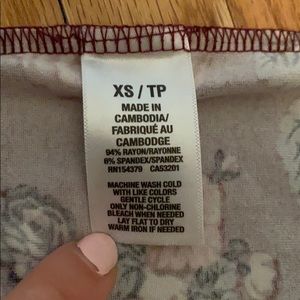 XS / TP
MADE IN
CAMBODIA/
FABRIQUÉ AU
CAMBODGE
94% RAYON/RAYONNE
6% SPANDEX/SPANDEX
RN154379 CA53201
MACHINE WASH COLD
WITH LIKE COLORS
GENTLE CYCLE
ONLY NON-CHLORINE
BLEACH WHEN NEEDED
LAY FLAT TO DRY
WARM IRON IF NEEDED